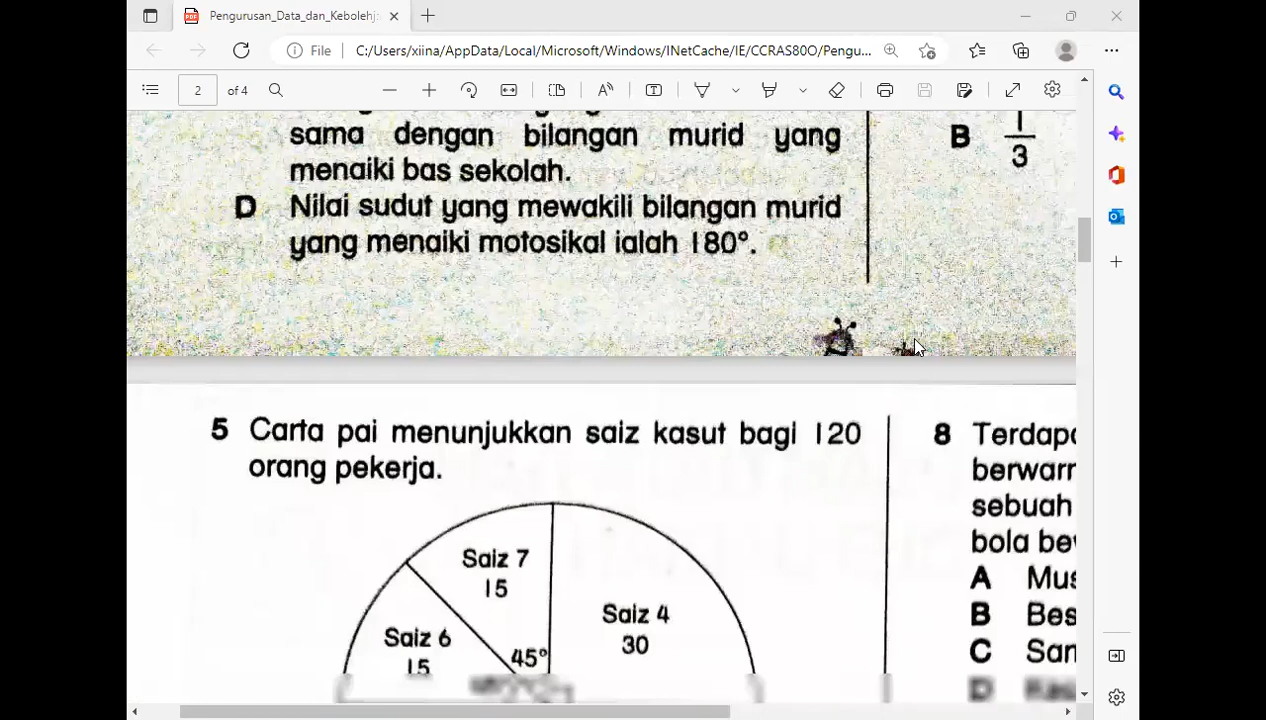 Pengurusan_Data_dan_Kebolehj
File
C:/Users/xiina/AppData/Local/Microsoft/Windows/INetCache/IE/CCRAS80O/Pengu...
2 of 4
sama dengan bilangan murid yang
menaiki bas sekolah.
D Nilai sudut yang mewakili bilangan murid
yang menaiki motosikal ialah 180°.
B 1/3
5 Carta pai menunjukkan saiz kasut bagi 120
orang pekerja.
Saiz 7
15
Saiz 4
30
Saiz 6
15
45°
8 Terdap
berwarn
sebuah
bola be
A Mus
B Bes
C San
D